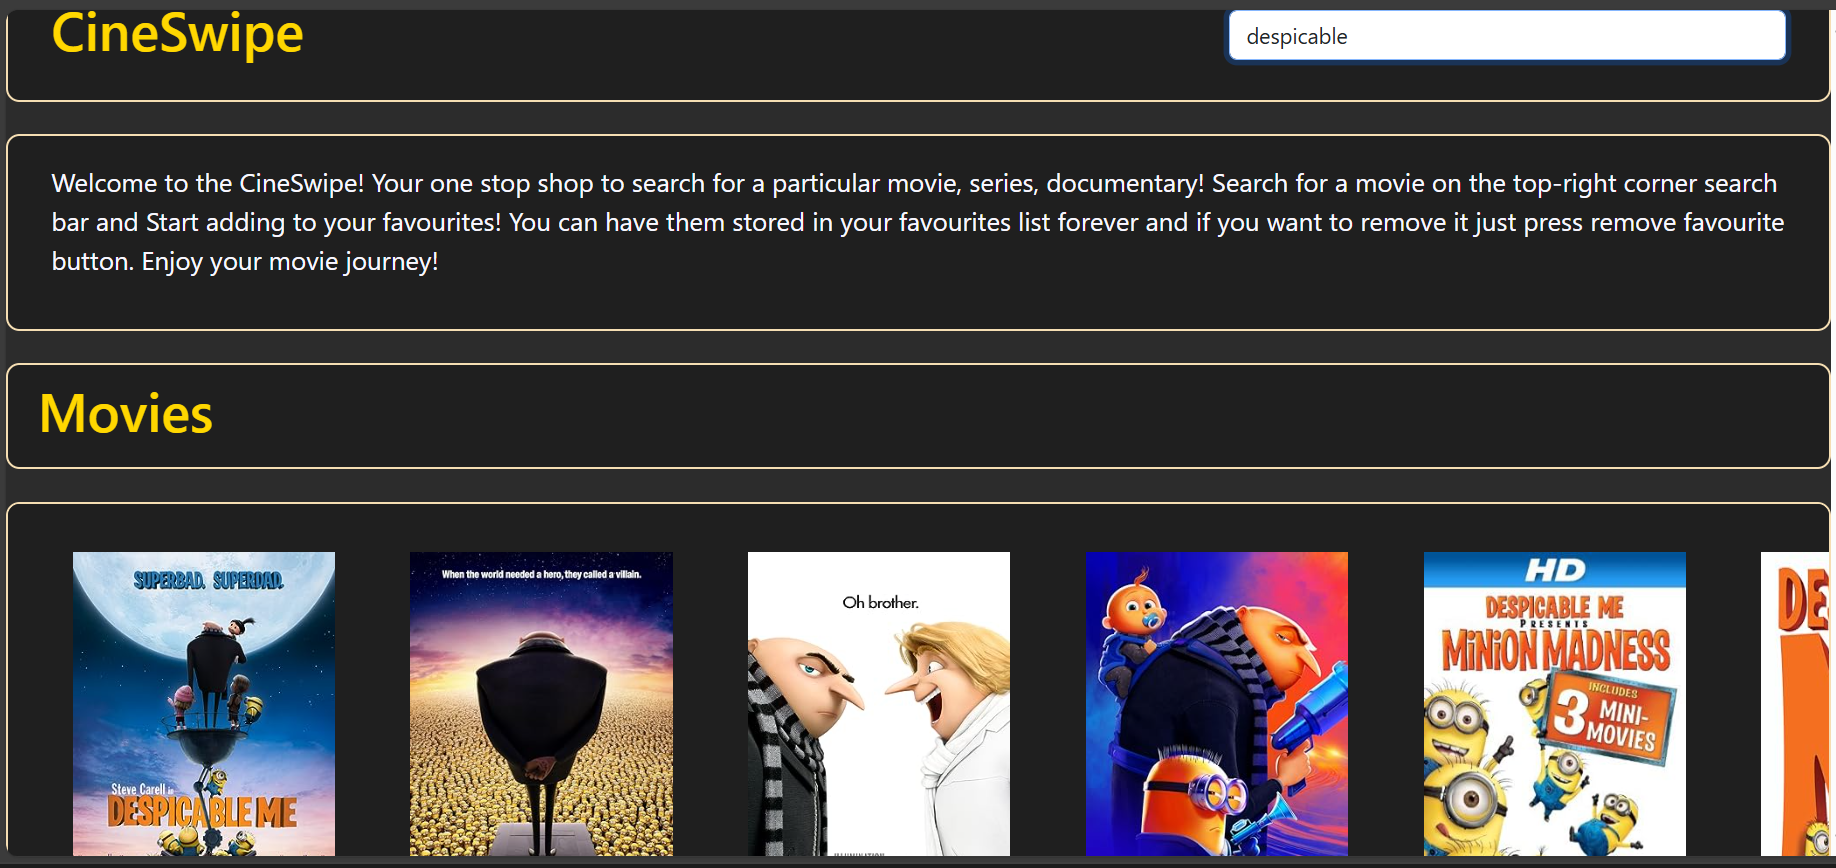 CineSwipe
despicable
Welcome to the CineSwipe! Your one stop shop to search for a particular movie, series, documentary! Search for a movie on the top-right corner search
bar and Start adding to your favourites! You can have them stored in your favourites list forever and if you want to remove it just press remove favourite
button. Enjoy your movie journey!
Movies
SUPERBAD. SUPERDAD.
Steve Carell in
DESPICABLE ME
When the world needed a hero, they called a villain.
Oh brother.
HD
DESPICABLE ME
PRESENTS
MINION MADNESS
INCLUDES
3 MINI-
MOVIES
DE